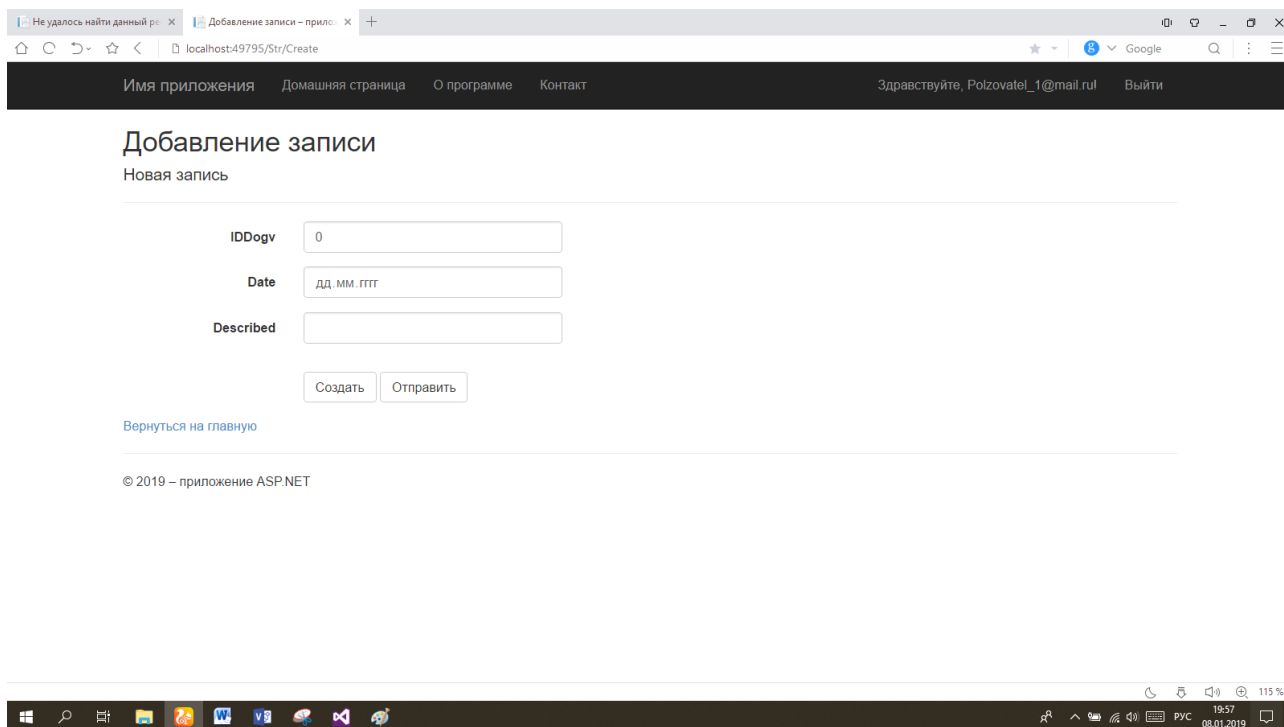 Не удалось найти данный ре
Добавление записи – прило
localhost:49795/Str/Create
Google
Имя приложения Домашняя страница О программе Контакт Здравствуйте, Polzovatel_1@mail.ru! Выйти
Добавление записи
Новая запись
IDDogv 0
Date дд.мм.гггг
Described
Создать Отправить
Вернуться на главную
© 2019 – приложение ASP.NET
115 %
РУС
19:57
08.01.2019